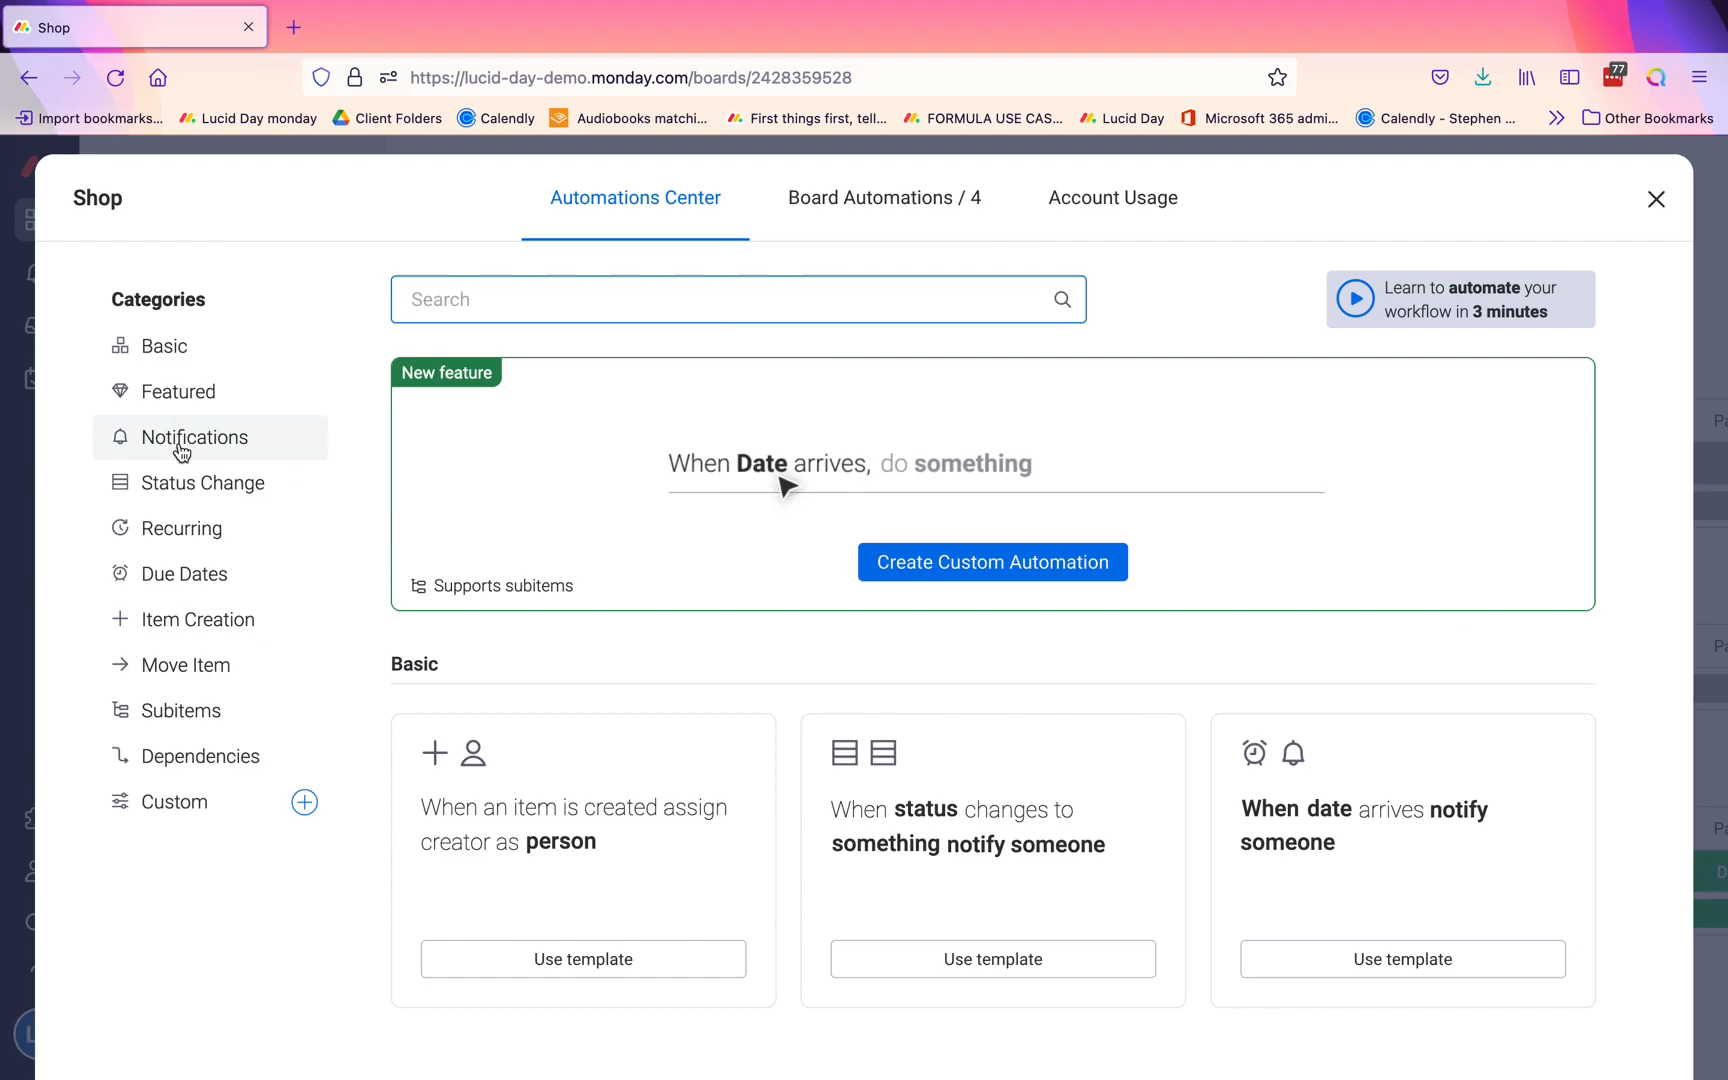 Shop
https://lucid-day-demo.monday.com/boards/2428359528
77
Import bookmarks...
Lucid Day monday
Client Folders
Calendly
Audiobooks matchi...
First things first, tell...
FORMULA USE CAS...
Lucid Day
Microsoft 365 admi...
Calendly - Stephen ...
Other Bookmarks
Shop
Automations Center
Board Automations / 4
Account Usage
Categories
Basic
Featured
Notifications
Status Change
Recurring
Due Dates
Item Creation
Move Item
Subitems
Dependencies
Custom
Search
Learn to automate your
workflow in 3 minutes
New feature
When Date arrives, do something
Create Custom Automation
Supports subitems
Basic
When an item is created assign
creator as person
Use template
When status changes to
something notify someone
Use template
When date arrives notify
someone
Use template